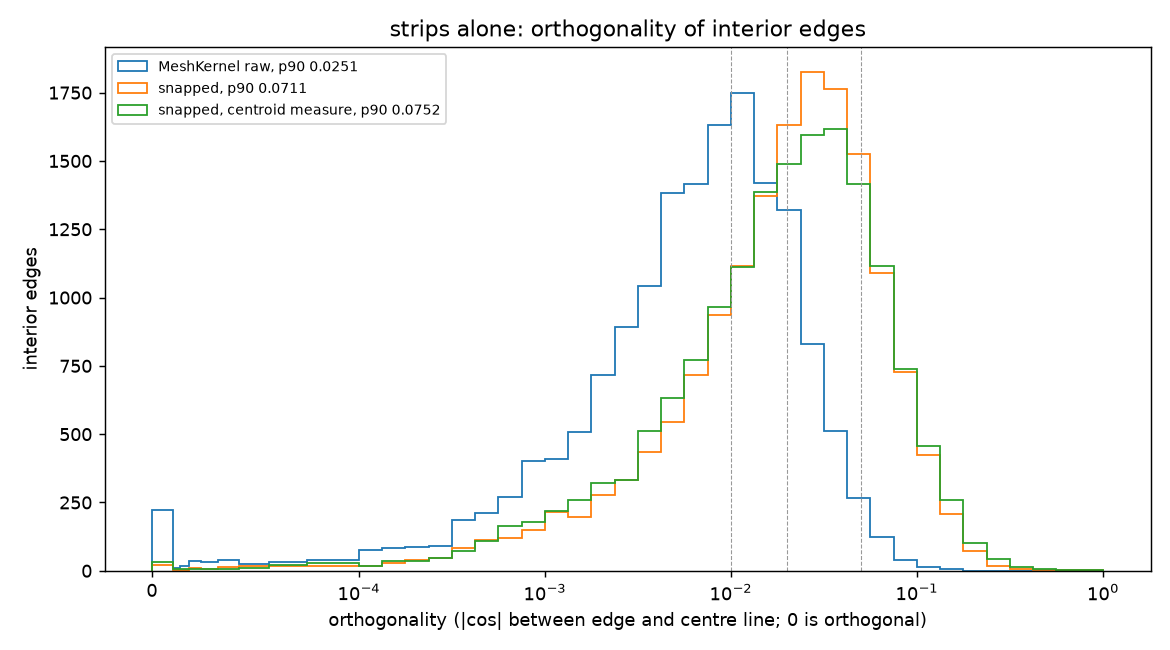 strips alone: orthogonality of interior edges
MeshKernel raw, p90 0.0251
snapped, p90 0.0711
snapped, centroid measure, p90 0.0752
interior edges
1750
1500
1250
1000
750
500
250
0
0
10⁻⁴
10⁻³
10⁻²
10⁻¹
10⁰
orthogonality (|cos| between edge and centre line; 0 is orthogonal)